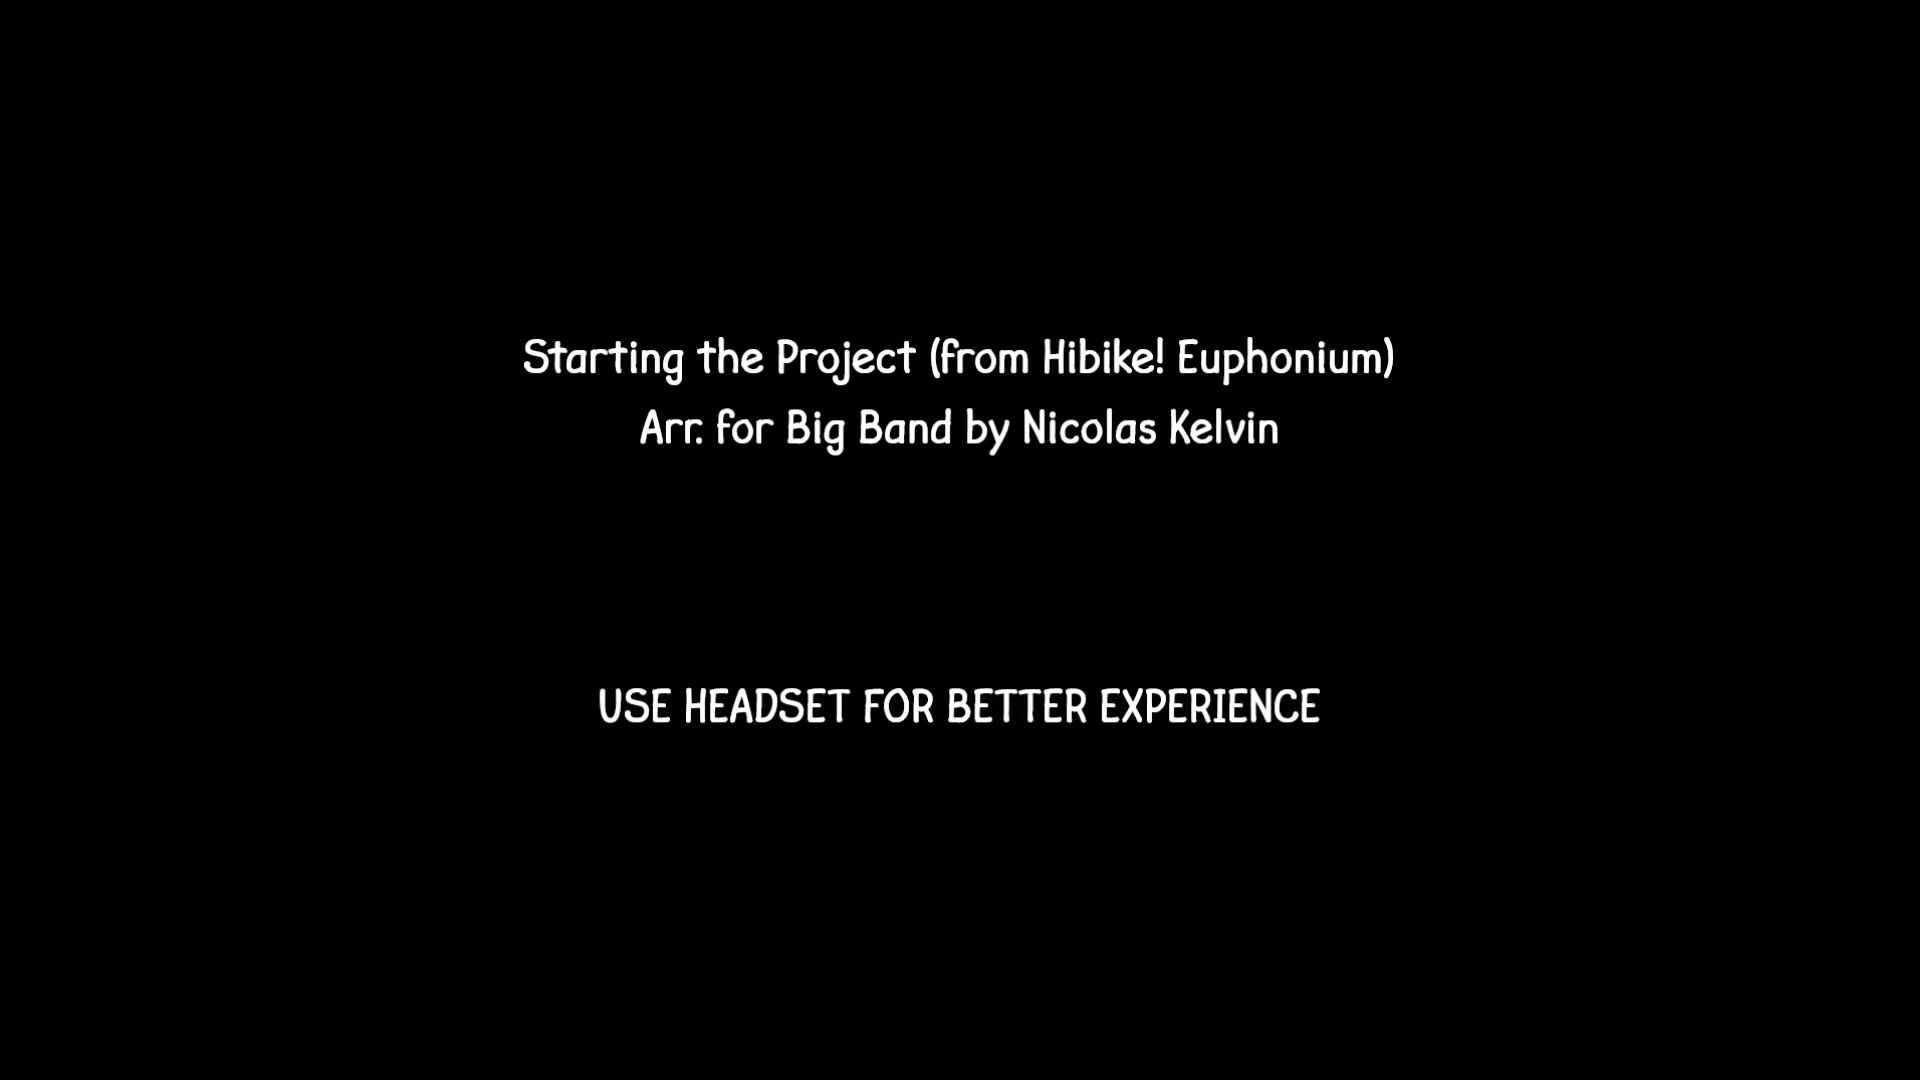 Starting the Project (from Hibike! Euphonium)
Arr. for Big Band by Nicolas Kelvin
USE HEADSET FOR BETTER EXPERIENCE